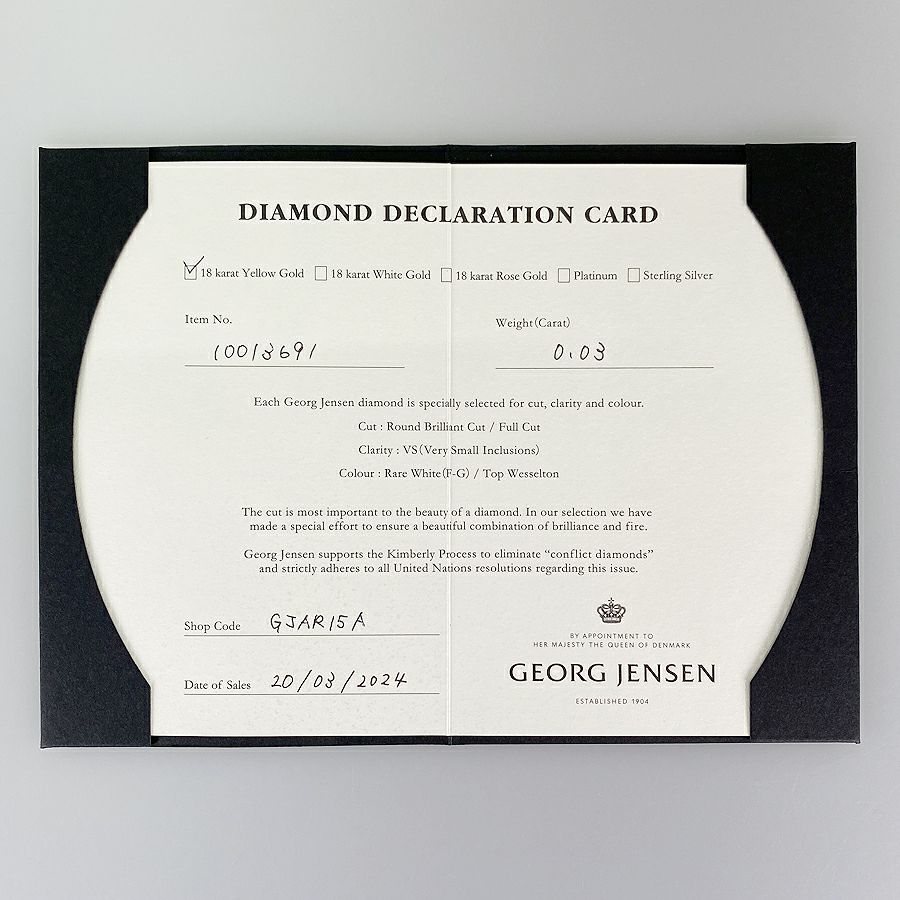 DIAMOND DECLARATION CARD
18 karat Yellow Gold 18 karat White Gold 18 karat Rose Gold Platinum Sterling Silver
Item No. Weight(Carat)
10013691 0.03
Each Georg Jensen diamond is specially selected for cut, clarity and colour.
Cut : Round Brilliant Cut / Full Cut
Clarity : VS(Very Small Inclusions)
Colour : Rare White(F-G) / Top Wesselton
The cut is most important to the beauty of a diamond. In our selection we have
made a special effort to ensure a beautiful combination of brilliance and fire.
Georg Jensen supports the Kimberly Process to eliminate “conflict diamonds”
and strictly adheres to all United Nations resolutions regarding this issue.
Shop Code GJAR15A
Date of Sales 20/03/2024
BY APPOINTMENT TO
HER MAJESTY THE QUEEN OF DENMARK
GEORG JENSEN
ESTABLISHED 1904